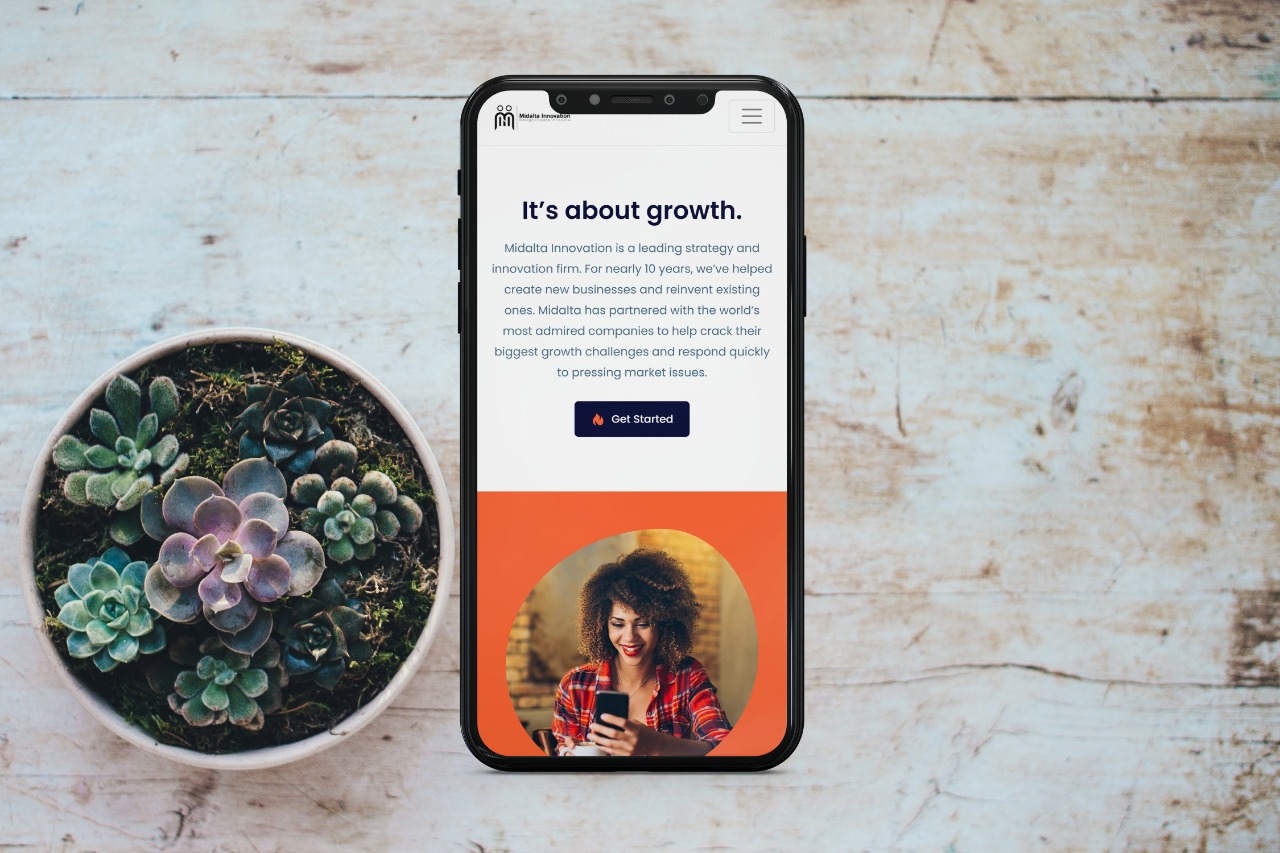 Midalta Innovation
It’s about growth.
Midalta Innovation is a leading strategy and
innovation firm. For nearly 10 years, we’ve helped
create new businesses and reinvent existing
ones. Midalta has partnered with the world’s
most admired companies to help crack their
biggest growth challenges and respond quickly
to pressing market issues.
Get Started